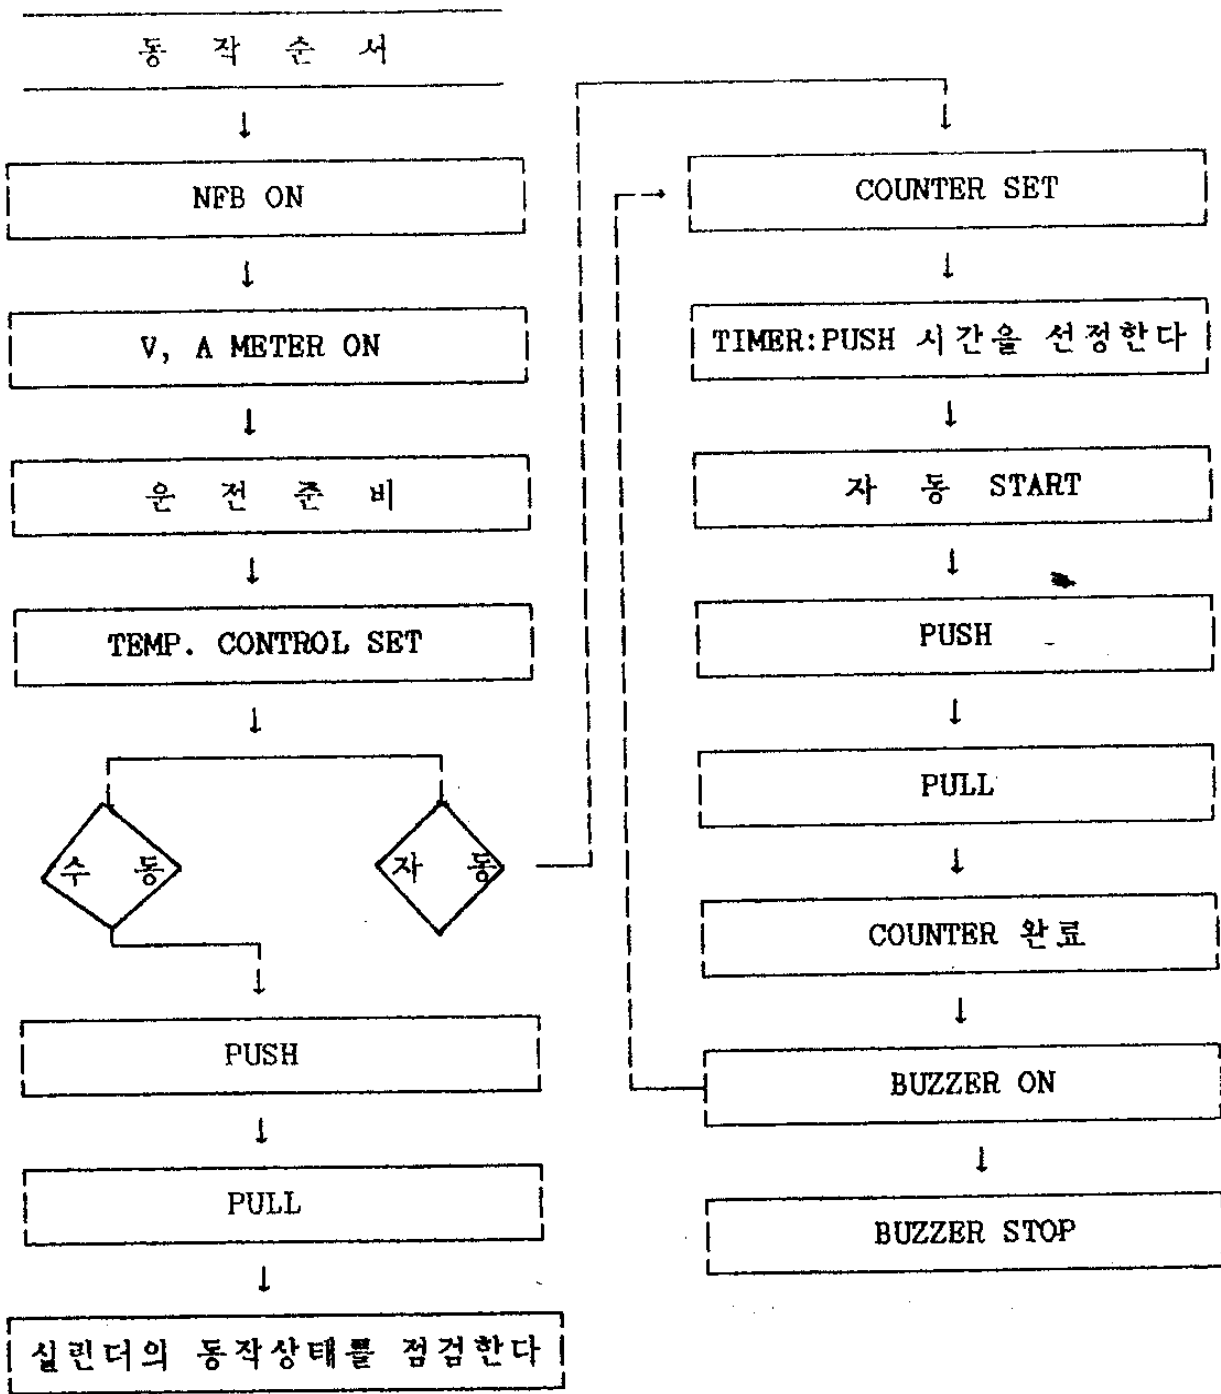 동 작 순 서
NFB ON
V, A METER ON
운 전 준 비
TEMP. CONTROL SET
수 동
자 동
PUSH
PULL
실린더의 동작상태를 점검한다
COUNTER SET
TIMER:PUSH 시간을 선정한다
자 동 START
PUSH
PULL
COUNTER 완료
BUZZER ON
BUZZER STOP